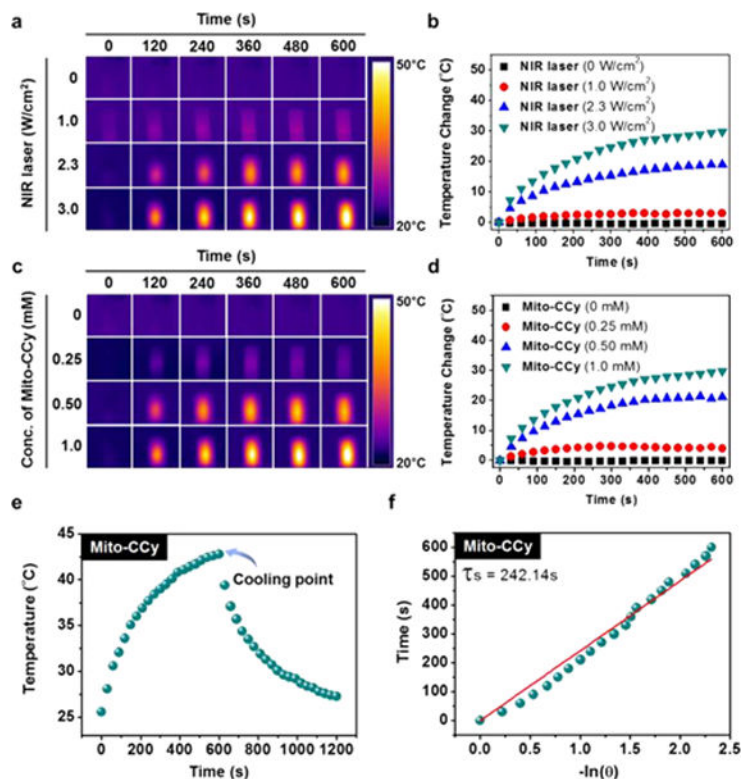 a
Time (s)
0 120 240 360 480 600
NIR laser (W/cm²)
0
1.0
2.3
3.0
50°C
20°C
b
Temperature Change (°C)
50
40
30
20
10
0
NIR laser (0 W/cm²)
NIR laser (1.0 W/cm²)
NIR laser (2.3 W/cm²)
NIR laser (3.0 W/cm²)
0 100 200 300 400 500 600
Time (s)
c
Time (s)
0 120 240 360 480 600
Conc. of Mito-CCy (mM)
0
0.25
0.50
1.0
50°C
20°C
d
Temperature Change (°C)
50
40
30
20
10
0
Mito-CCy (0 mM)
Mito-CCy (0.25 mM)
Mito-CCy (0.50 mM)
Mito-CCy (1.0 mM)
0 100 200 300 400 500 600
Time (s)
e
Temperature (°C)
45
40
35
30
25
Mito-CCy
Cooling point
0 200 400 600 800 1000 1200
Time (s)
f
Time (s)
600
500
400
300
200
100
0
Mito-CCy
τs = 242.14s
0.0 0.5 1.0 1.5 2.0 2.5
-ln(θ)